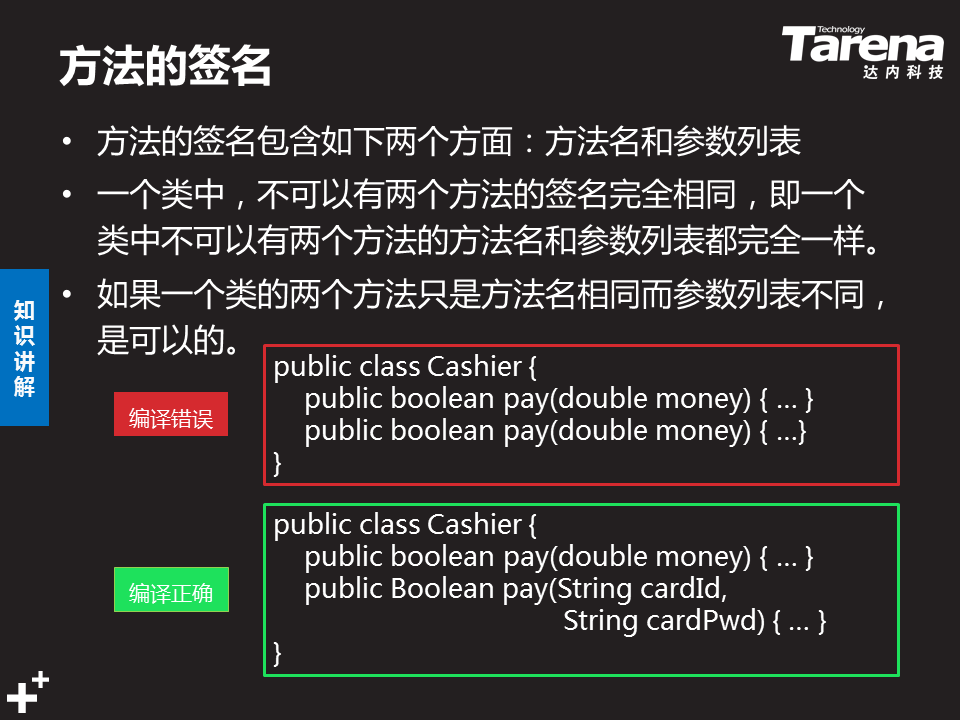 方法的签名
Technology
Tarena
达内科技
• 方法的签名包含如下两个方面：方法名和参数列表
• 一个类中，不可以有两个方法的签名完全相同，即一个
类中不可以有两个方法的方法名和参数列表都完全一样。
• 如果一个类的两个方法只是方法名相同而参数列表不同，
是可以的。
知识讲解
编译错误
public class Cashier {
public boolean pay(double money) { … }
public boolean pay(double money) { …}
}
编译正确
public class Cashier {
public boolean pay(double money) { … }
public Boolean pay(String cardId,
String cardPwd) { … }
}